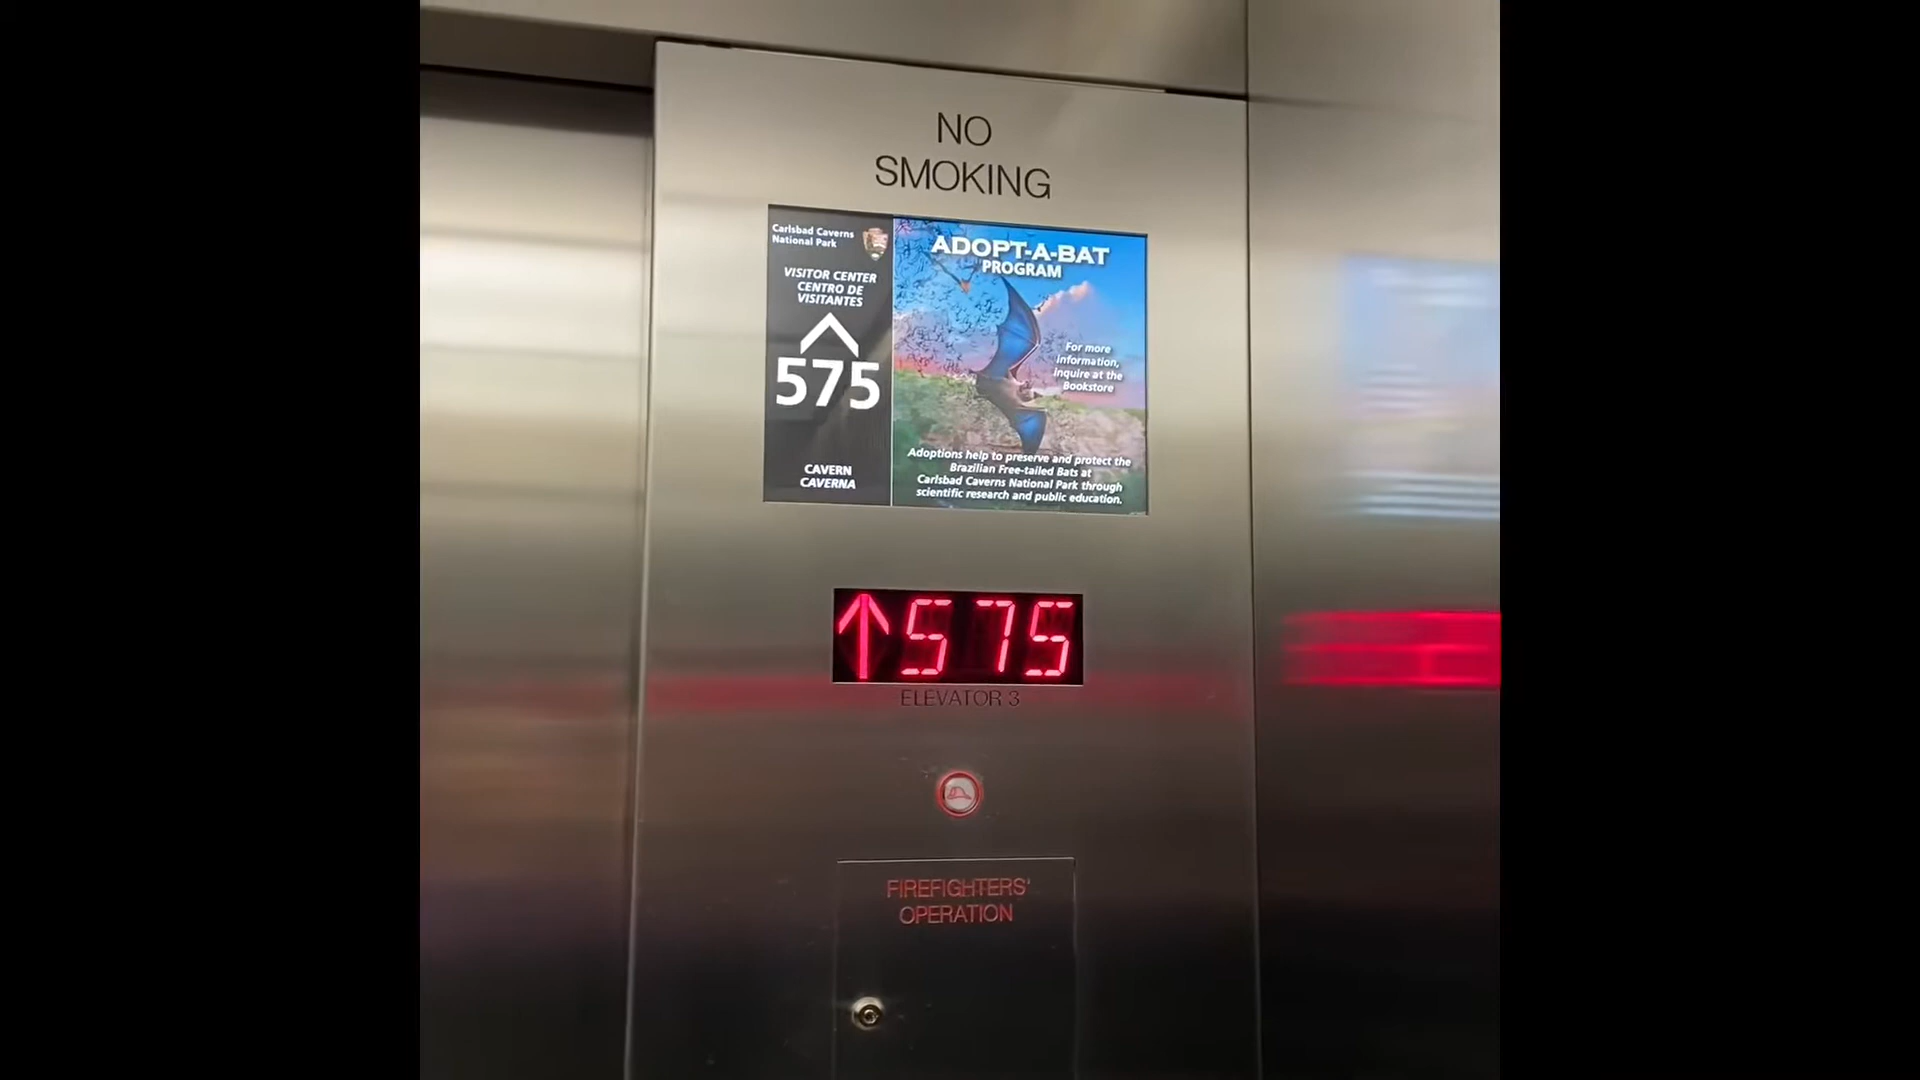 NO
SMOKING
Carlsbad Caverns
National Park
VISITOR CENTER
CENTRO DE
VISITANTES
575
CAVERN
CAVERNA
ADOPT-A-BAT
PROGRAM
For more
information,
inquire at the
Bookstore
Adoptions help to preserve and protect the
Brazilian Free-tailed Bats at
Carlsbad Caverns National Park through
scientific research and public education.
575
ELEVATOR 3
FIREFIGHTERS'
OPERATION